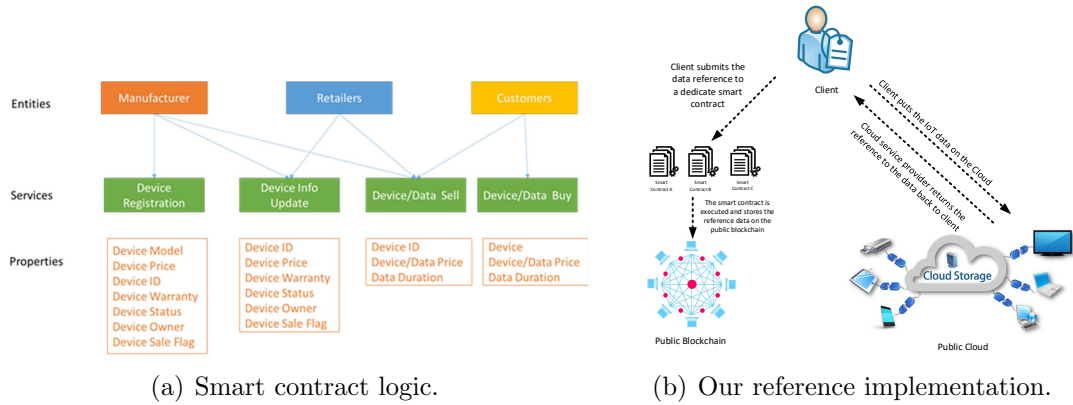 Entities
Manufacturer
Retailers
Customers
Services
Device
Registration
Device Info
Update
Device/Data Sell
Device/Data Buy
Properties
Device Model
Device Price
Device ID
Device Warranty
Device Status
Device Owner
Device Sale Flag
Device ID
Device Price
Device Warranty
Device Status
Device Owner
Device Sale Flag
Device ID
Device/Data Price
Data Duration
Device
Device/Data Price
Data Duration
(a) Smart contract logic.
Client submits the
data reference to
a dedicate smart
contract
Client
Client puts the IoT data on the Cloud
Cloud service provider returns the
reference to the data back to client
Smart
Contract A
Smart
Contract B
Smart
Contract C
The smart contract is
executed and stores the
reference data on the
public blockchain
Public Blockchain
Cloud Storage
Public Cloud
(b) Our reference implementation.